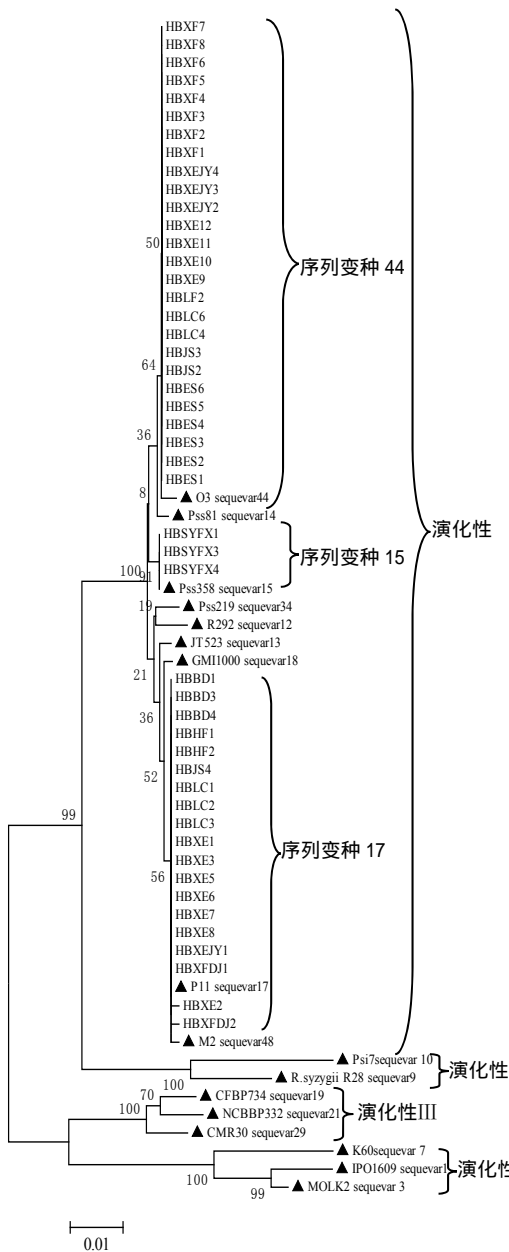 HBXF7
HBXF8
HBXF6
HBXF5
HBXF4
HBXF3
HBXF2
HBXF1
HBXEJY4
HBXEJY3
HBXEJY2
HBXE12
50
HBXE11
HBXE10
序列变种 44
HBXE9
HBLF2
HBLC6
HBLC4
HBJS3
64
HBJS2
HBES6
HBES5
HBES4
36
HBES3
HBES2
HBES1
8
O3 sequevar44
Pss81 sequevar14
演化性
HBSYFX1
HBSYFX3
序列变种 15
HBSYFX4
100
91
Pss358 sequevar15
19
Pss219 sequevar34
R292 sequevar12
JT523 sequevar13
GMI1000 sequevar18
21
HBBD1
HBBD3
HBBD4
36
HBHF1
HBHF2
HBJS4
52
HBLC1
HBLC2
99
HBLC3
HBXE1
序列变种 17
HBXE3
56
HBXE5
HBXE6
HBXE7
HBXE8
HBXEJY1
HBXFDJ1
P11 sequevar17
HBXE2
HBXFDJ2
M2 sequevar48
Psi7sequevar 10
演化性
R.syzygii R28 sequevar9
100
CFBP734 sequevar19
70
NCBBP332 sequevar21
演化性III
100
CMR30 sequevar29
K60sequevar 7
IPO1609 sequevar1
演化性
100
MOLK2 sequevar 3
99
0.01